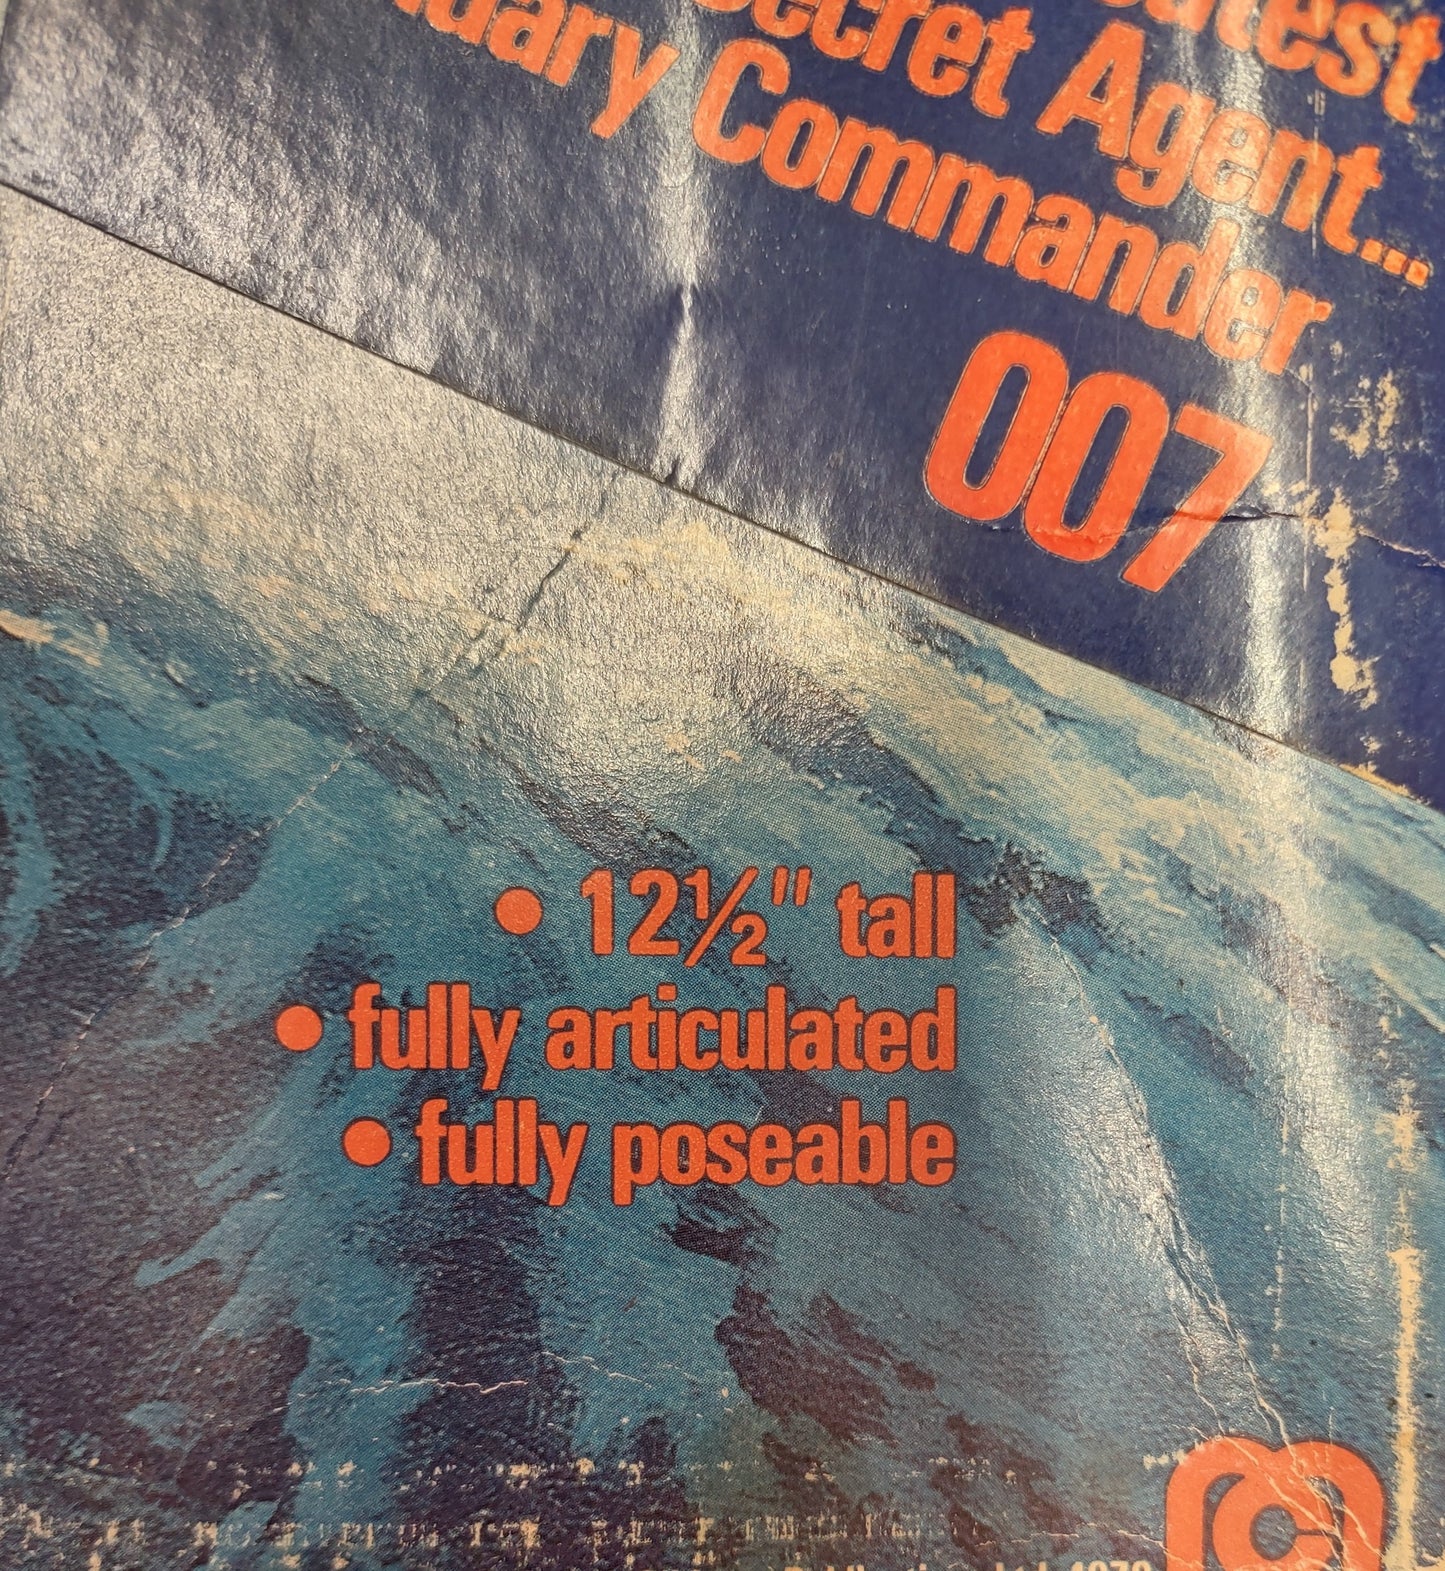 Secret Agent...
Commander
007
• 12½" tall
• fully articulated
• fully poseable